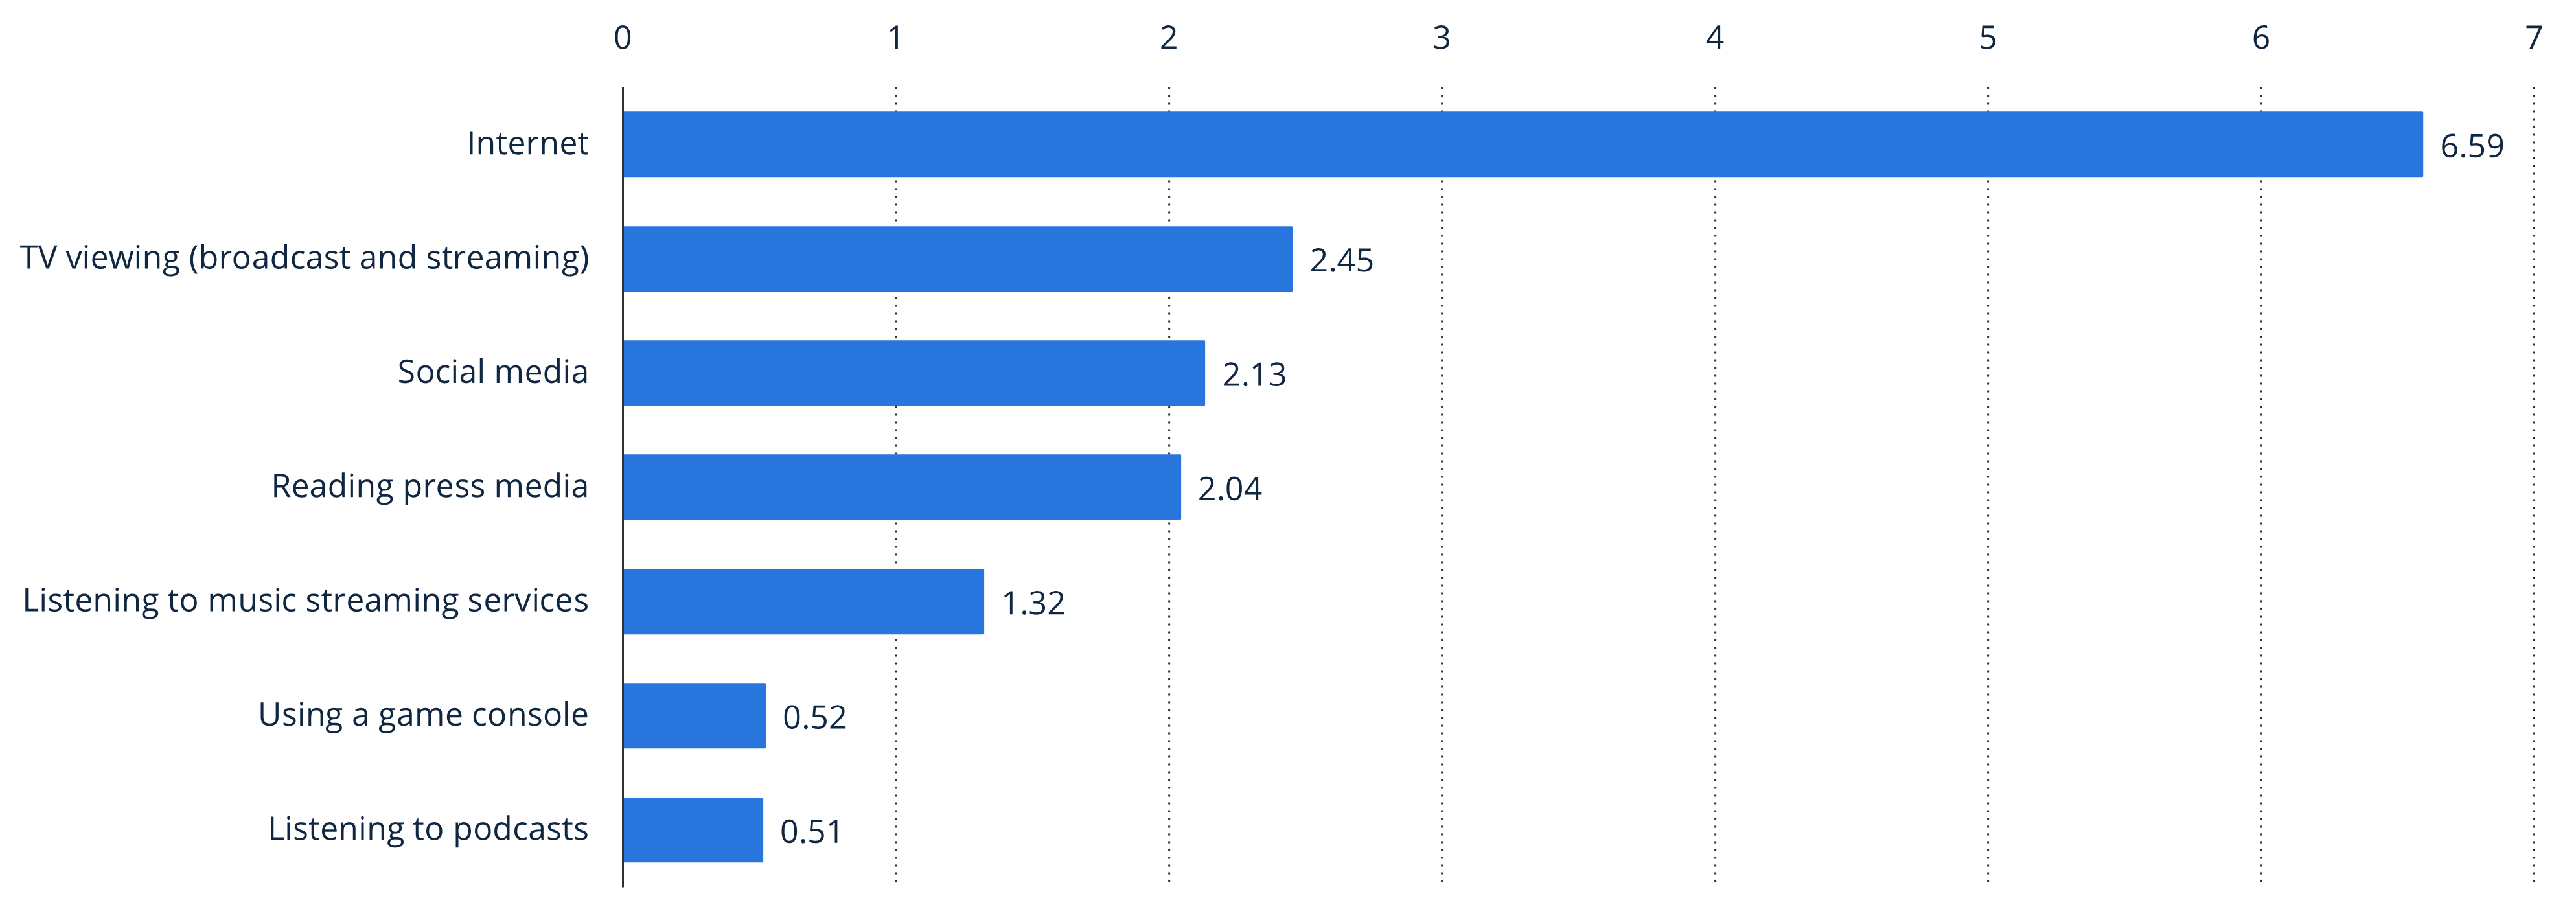 0 1 2 3 4 5 6 7
Internet 6.59
TV viewing (broadcast and streaming) 2.45
Social media 2.13
Reading press media 2.04
Listening to music streaming services 1.32
Using a game console 0.52
Listening to podcasts 0.51